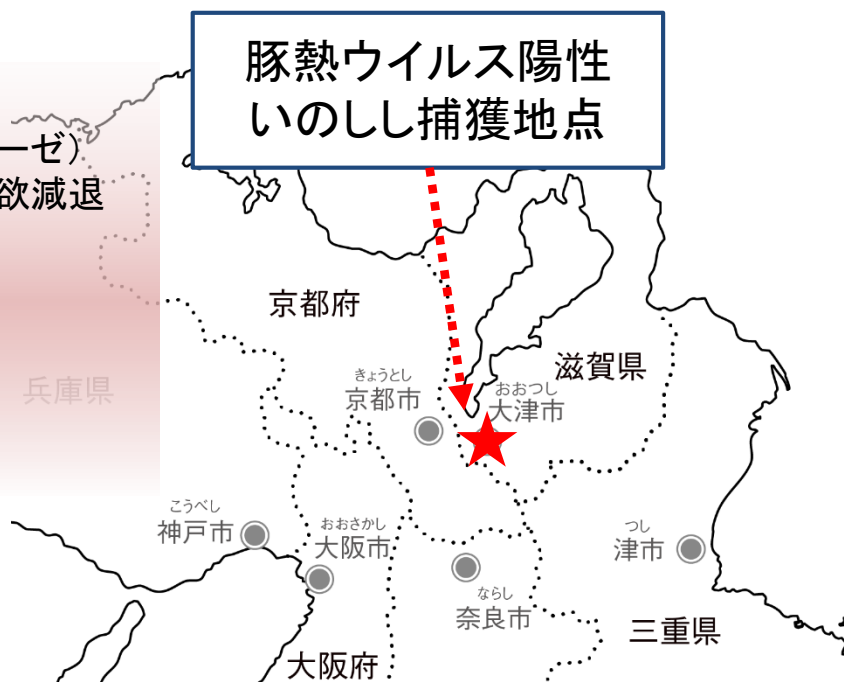 豚熱ウイルス陽性
いのしし捕獲地点
ーゼ）
欲減退
京都府
滋賀県
きょうとし
京都市
おおつし
大津市
兵庫県
こうべし
神戸市
おおさかし
大阪市
つし
津市
ならし
奈良市
三重県
大阪府